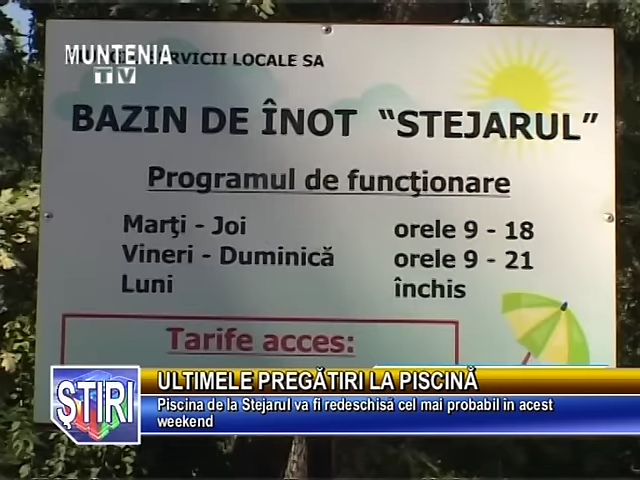 MUNTENIA
TV
SERVICII LOCALE SA
BAZIN DE ÎNOT "STEJARUL"
Programul de funcţionare
Marţi - Joi orele 9 - 18
Vineri - Duminică orele 9 - 21
Luni închis
Tarife acces:
ŞTIRI
ULTIMELE PREGĂTIRI LA PISCINĂ
Piscina de la Stejarul va fi redeschisă cel mai probabil în acest
weekend